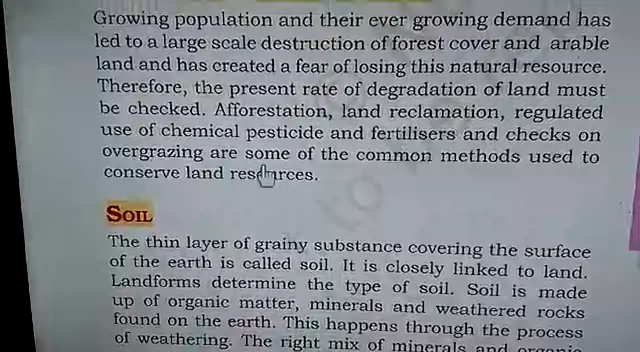 Growing population and their ever growing demand has
led to a large scale destruction of forest cover and arable
land and has created a fear of losing this natural resource.
Therefore, the present rate of degradation of land must
be checked. Afforestation, land reclamation, regulated
use of chemical pesticide and fertilisers and checks on
overgrazing are some of the common methods used to
conserve land resources.
SOIL
The thin layer of grainy substance covering the surface
of the earth is called soil. It is closely linked to land.
Landforms determine the type of soil. Soil is made
up of organic matter, minerals and weathered rocks
found on the earth. This happens through the process
of weathering. The right mix of minerals and organic